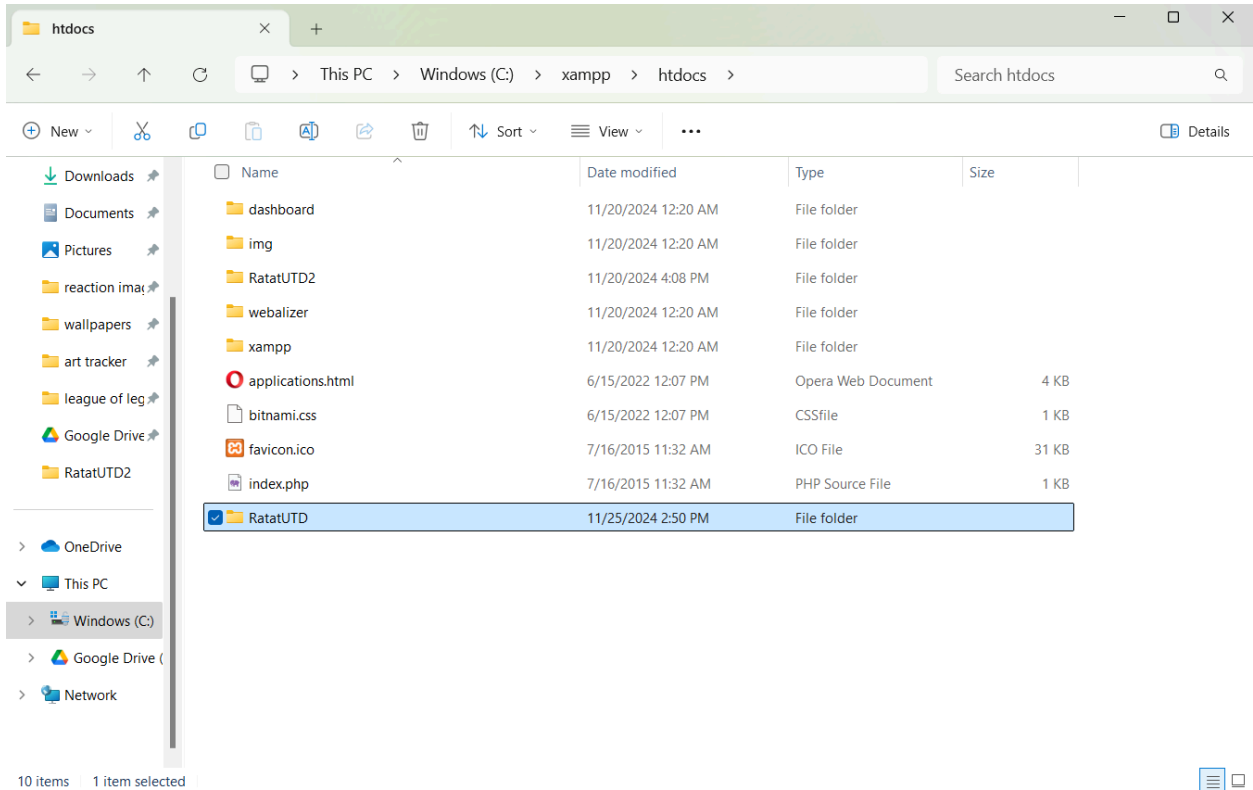 htdocs
This PC > Windows (C:) > xampp > htdocs >
Search htdocs
New
Sort
View
Details
Downloads
Documents
Pictures
reaction imag
wallpapers
art tracker
league of leg
Google Drive
RatatUTD2
OneDrive
This PC
Windows (C:)
Google Drive (
Network
Name Date modified Type Size
dashboard 11/20/2024 12:20 AM File folder
img 11/20/2024 12:20 AM File folder
RatatUTD2 11/20/2024 4:08 PM File folder
webalizer 11/20/2024 12:20 AM File folder
xampp 11/20/2024 12:20 AM File folder
applications.html 6/15/2022 12:07 PM Opera Web Document 4 KB
bitnami.css 6/15/2022 12:07 PM CSSfile 1 KB
favicon.ico 7/16/2015 11:32 AM ICO File 31 KB
index.php 7/16/2015 11:32 AM PHP Source File 1 KB
RatatUTD 11/25/2024 2:50 PM File folder
10 items 1 item selected